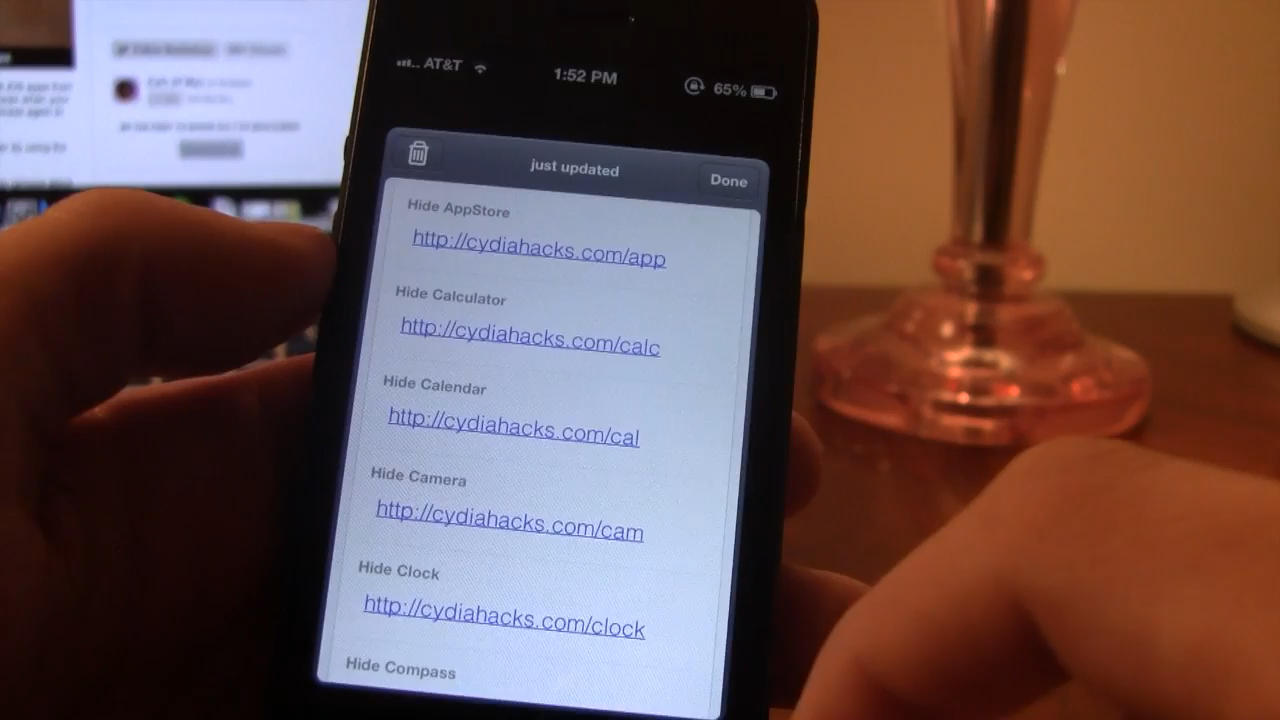 AT&T 1:52 PM 65%
just updated Done
Hide AppStore
http://cydiahacks.com/app
Hide Calculator
http://cydiahacks.com/calc
Hide Calendar
http://cydiahacks.com/cal
Hide Camera
http://cydiahacks.com/cam
Hide Clock
http://cydiahacks.com/clock
Hide Compass